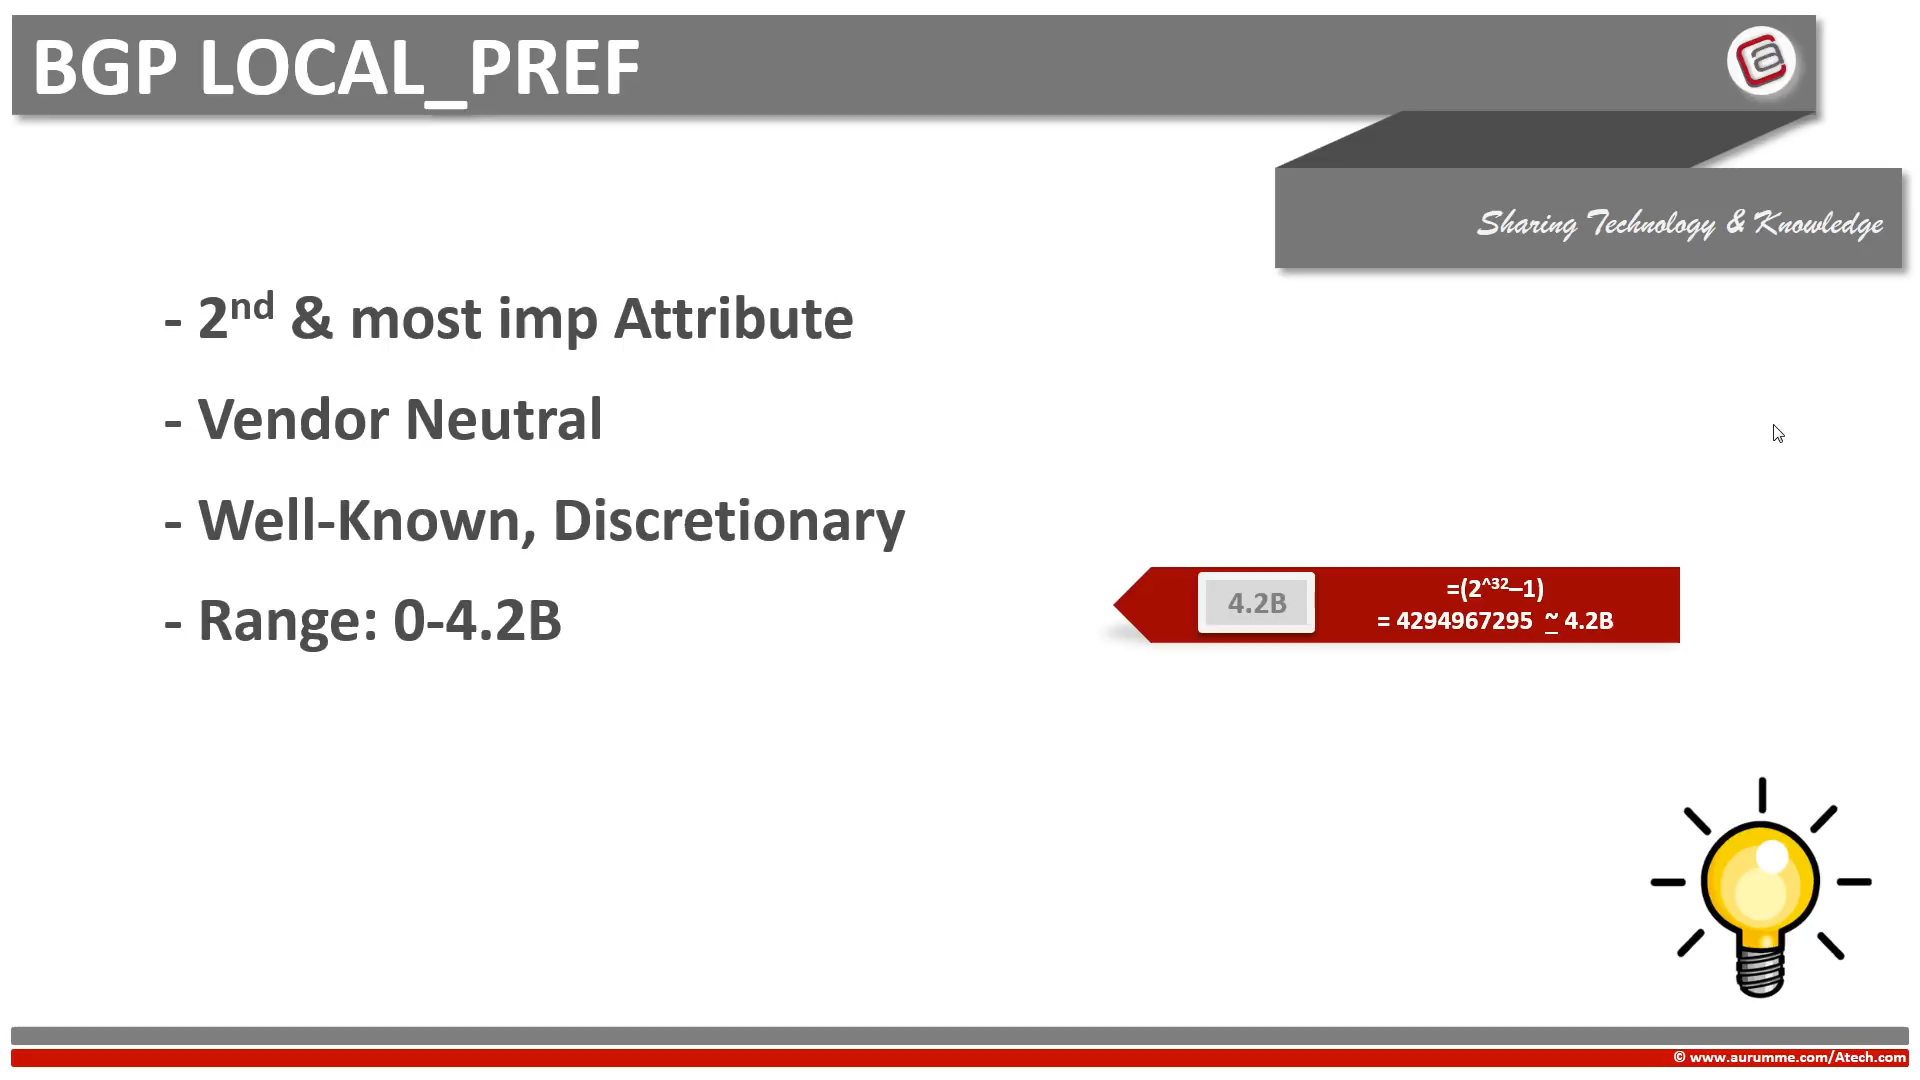 BGP LOCAL_PREF
Sharing Technology & Knowledge
- 2nd & most imp Attribute
- Vendor Neutral
- Well-Known, Discretionary
- Range: 0-4.2B
4.2B
=(2^32–1)
= 4294967295 ~ 4.2B
© www.aurumme.com/Atech.com